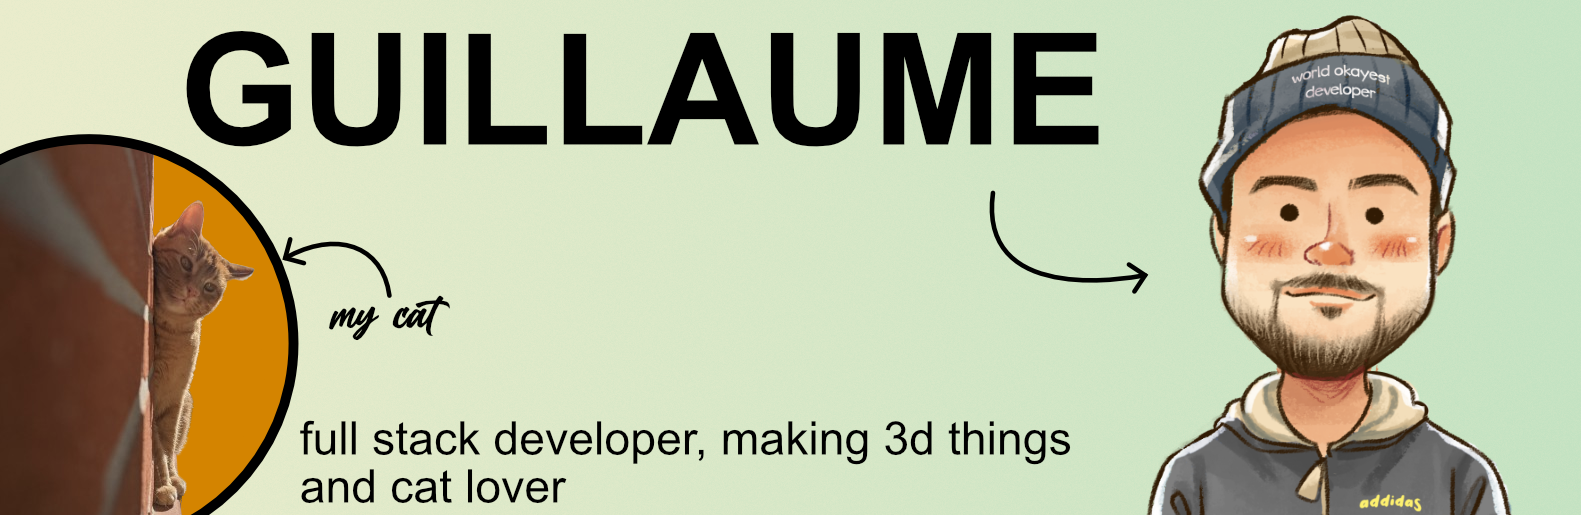 GUILLAUME
world okayest
developer
my cat
full stack developer, making 3d things
and cat lover
addidas